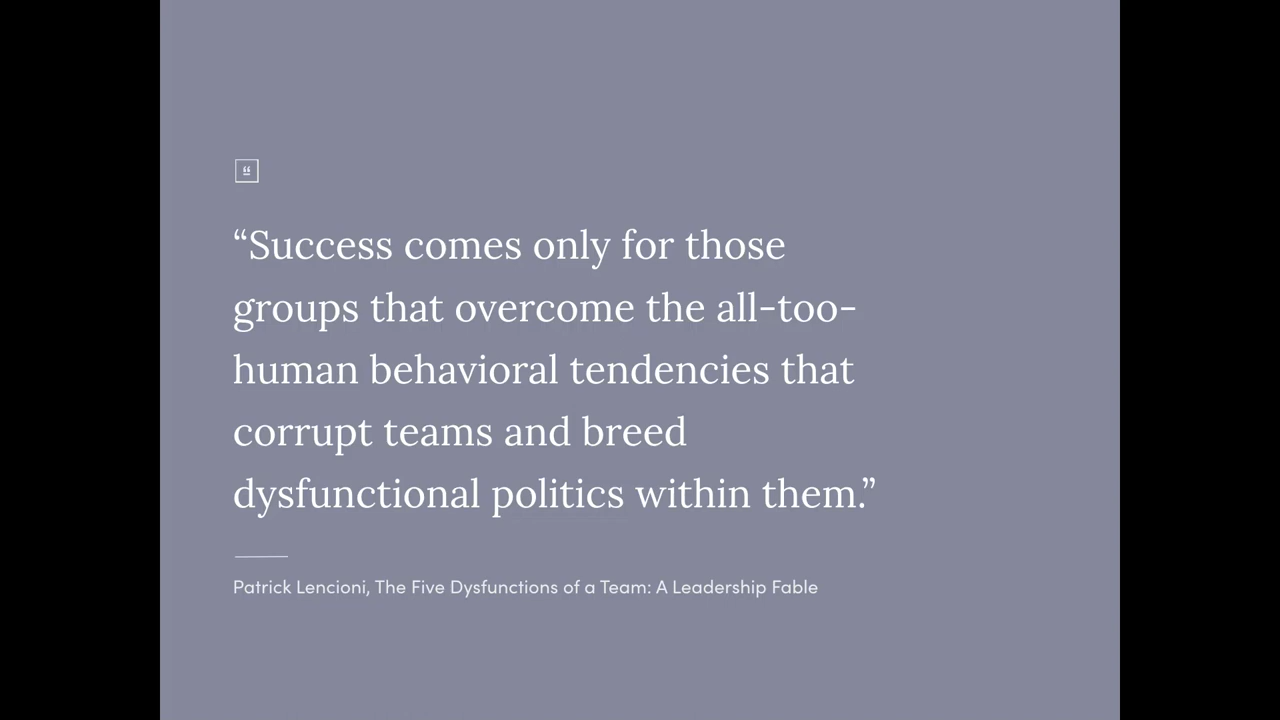 “Success comes only for those
groups that overcome the all-too-
human behavioral tendencies that
corrupt teams and breed
dysfunctional politics within them.”
Patrick Lencioni, The Five Dysfunctions of a Team: A Leadership Fable